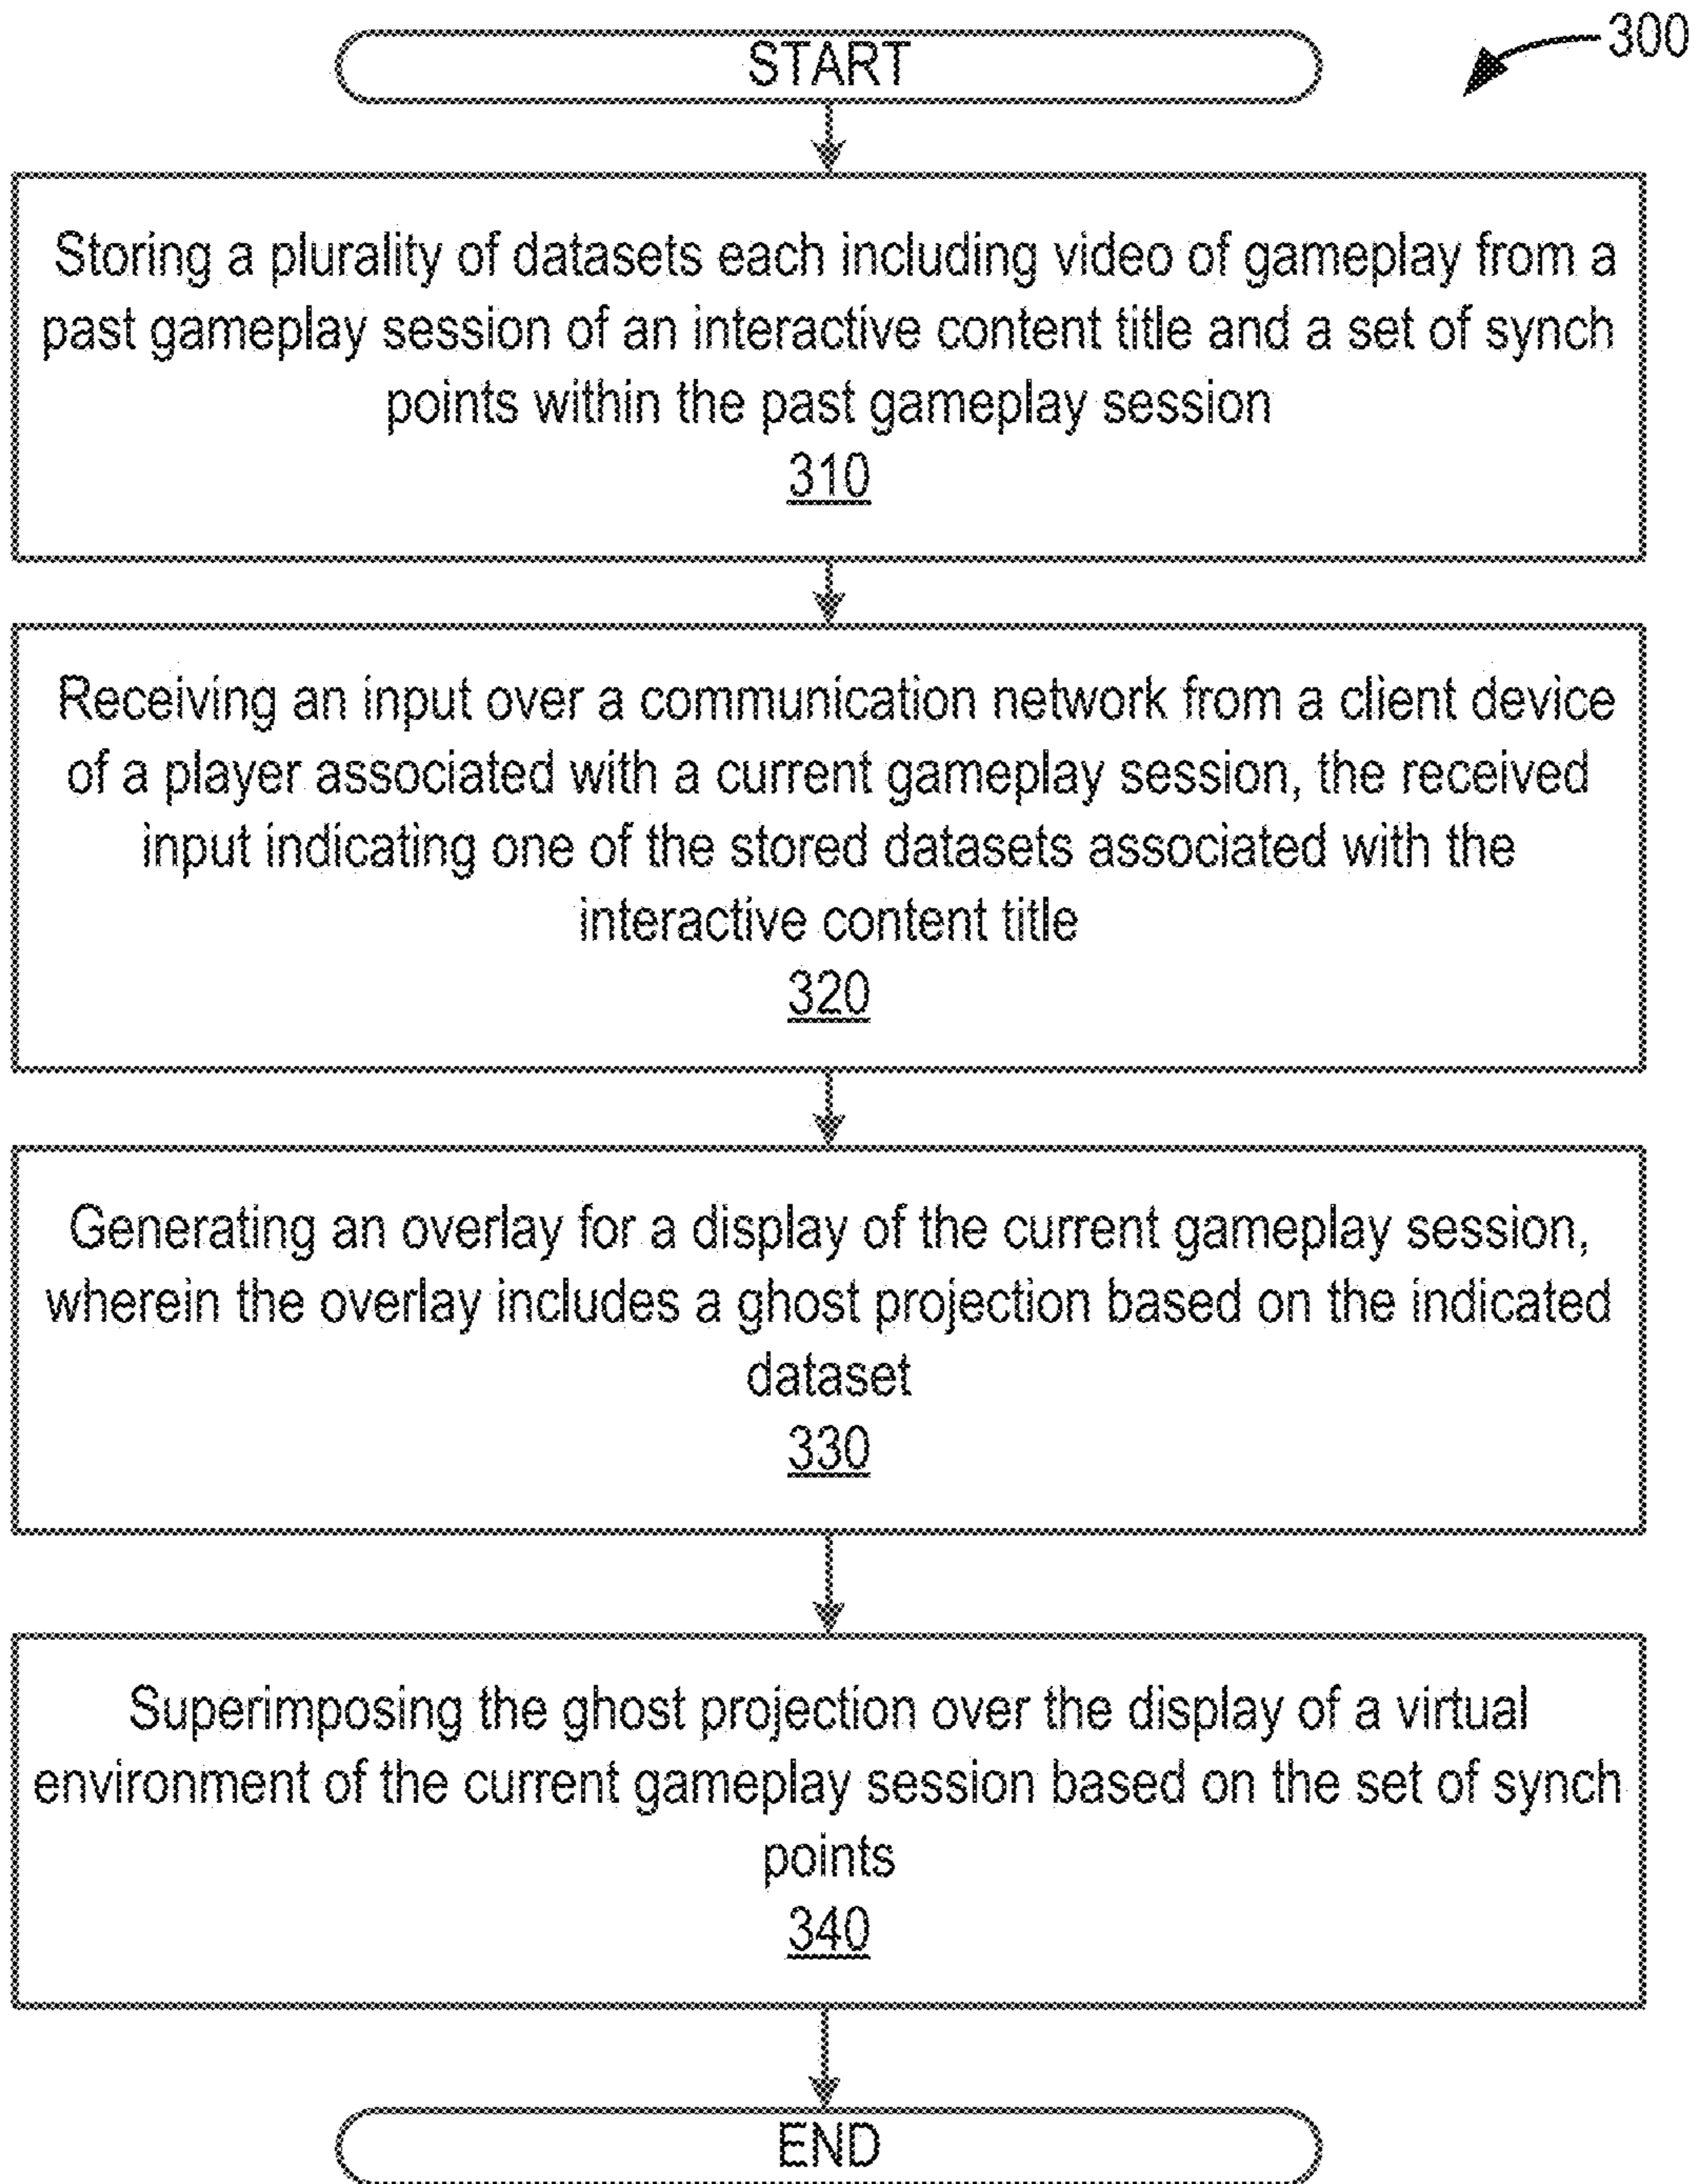 START
300
Storing a plurality of datasets each including video of gameplay from a
past gameplay session of an interactive content title and a set of synch
points within the past gameplay session
310
Receiving an input over a communication network from a client device
of a player associated with a current gameplay session, the received
input indicating one of the stored datasets associated with the
interactive content title
320
Generating an overlay for a display of the current gameplay session,
wherein the overlay includes a ghost projection based on the indicated
dataset
330
Superimposing the ghost projection over the display of a virtual
environment of the current gameplay session based on the set of synch
points
340
END